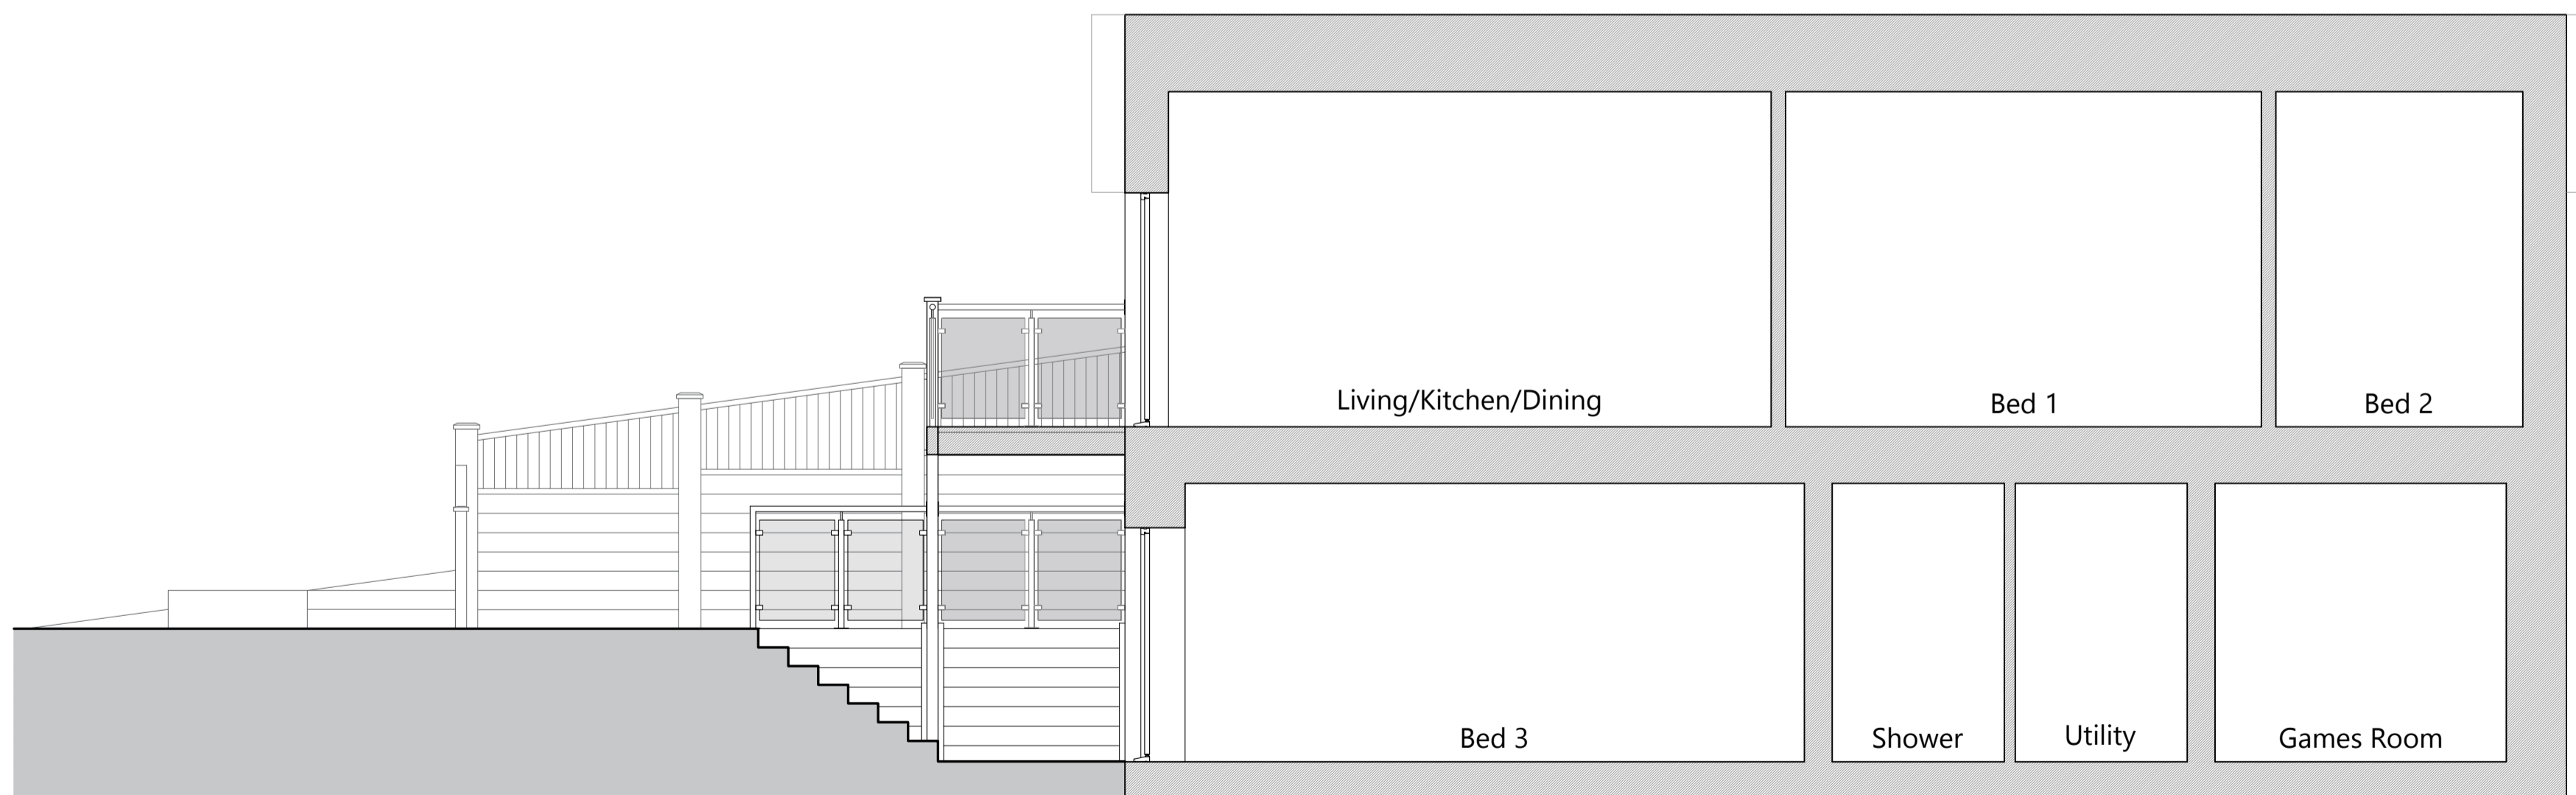 Living/Kitchen/Dining
Bed 1
Bed 2
Bed 3
Shower
Utility
Games Room